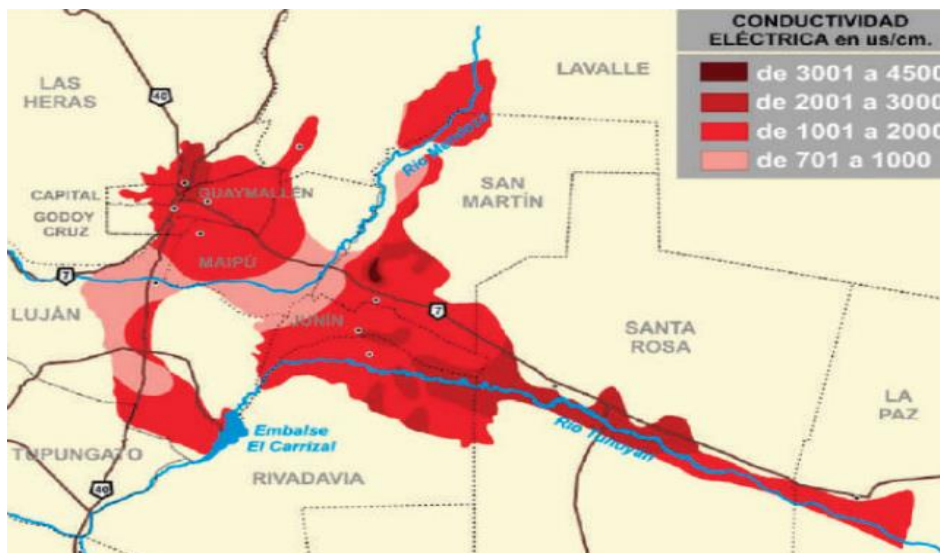 CONDUCTIVIDAD
ELÉCTRICA en us/cm.
de 3001 a 4500
de 2001 a 3000
de 1001 a 2000
de 701 a 1000
LAS
HERAS
40
LAVALLE
Río Mendoza
CAPITAL
GUAYMALLÉN
SAN
MARTÍN
GODOY
CRUZ
MAIPÚ
7
LUJÁN
JUNÍN
7
SANTA
ROSA
LA
PAZ
Embalse
El Carrizal
Río Tunuyán
TUPUNGATO
RIVADAVIA
40